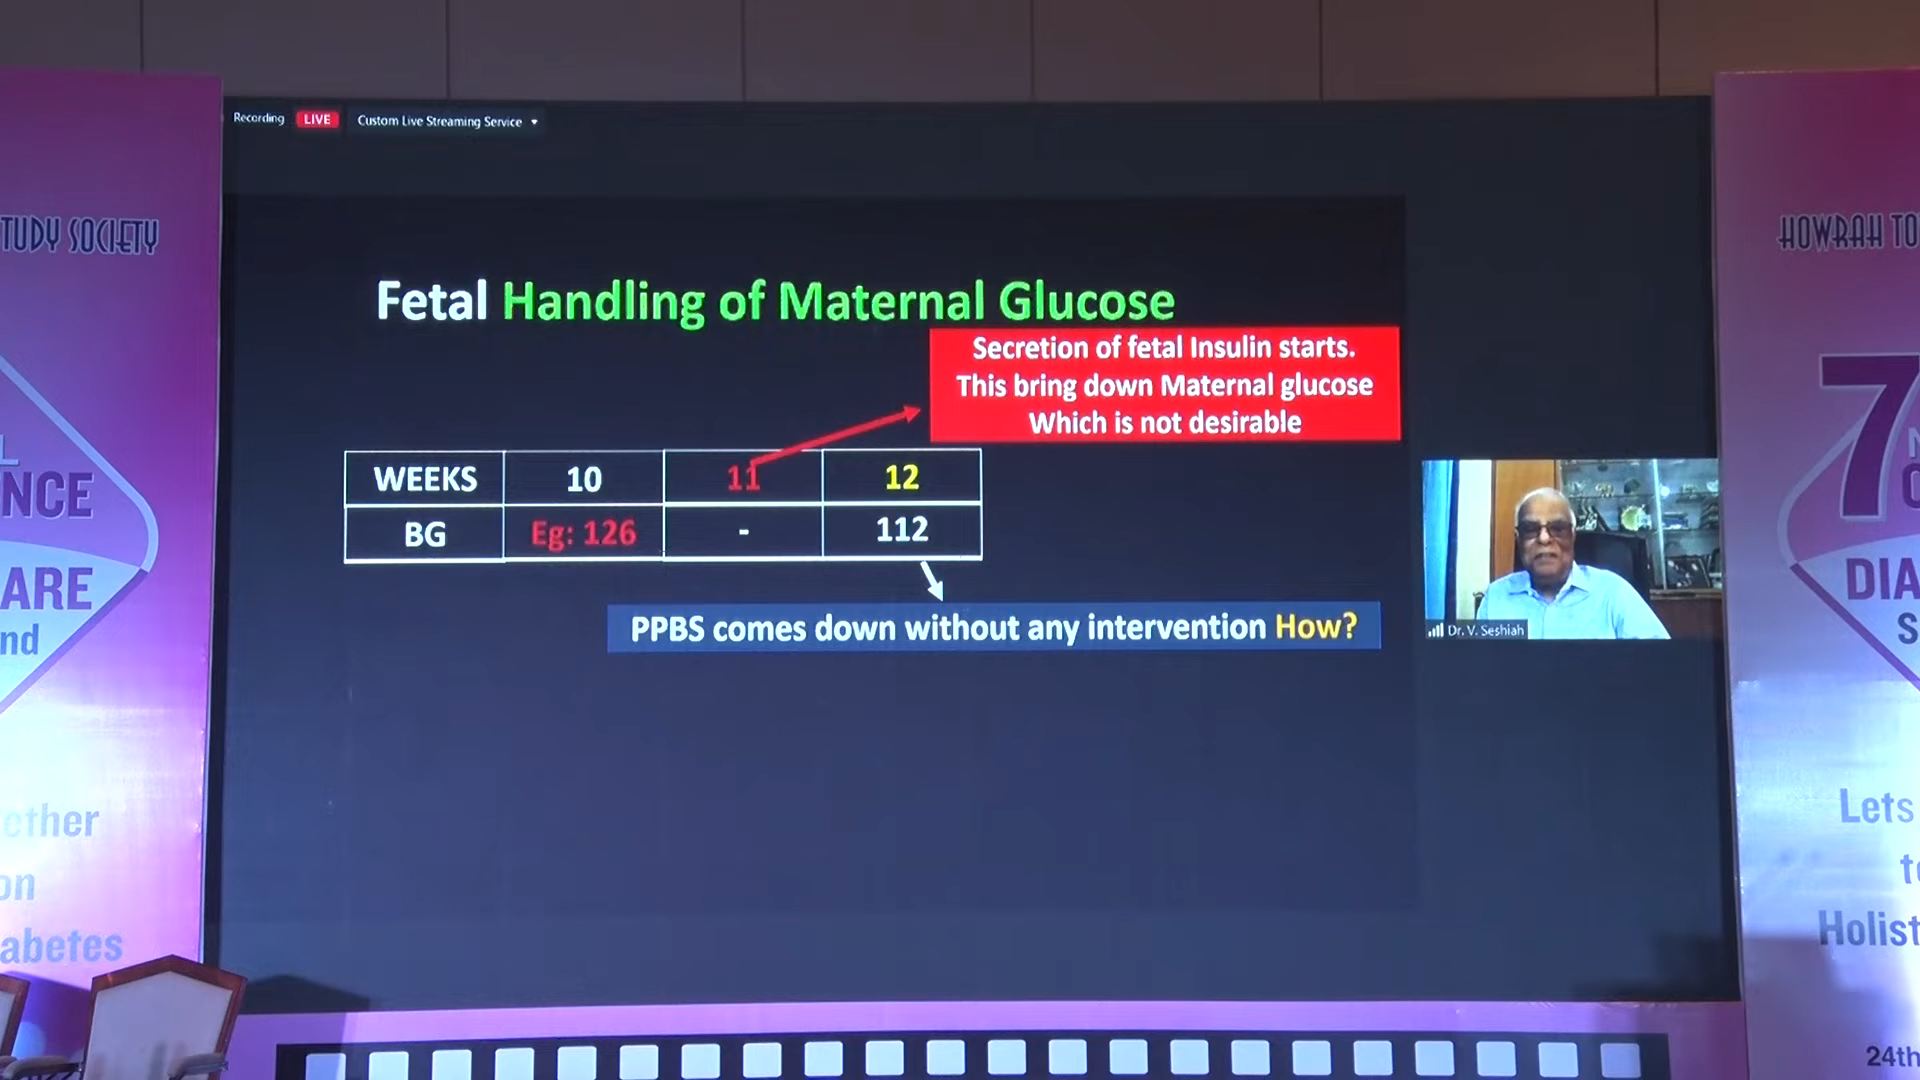 Recording LIVE Custom Live Streaming Service
TUDY SOCIETY
HOWRAH TO
Fetal Handling of Maternal Glucose
Secretion of fetal Insulin starts.
This bring down Maternal glucose
Which is not desirable
WEEKS 10 11 12
BG Eg: 126 - 112
PPBS comes down without any intervention How?
Dr. V. Seshiah
L
NCE
ARE
nd
ether
on
abetes
7
DIA
S
Lets
to
Holist
24th